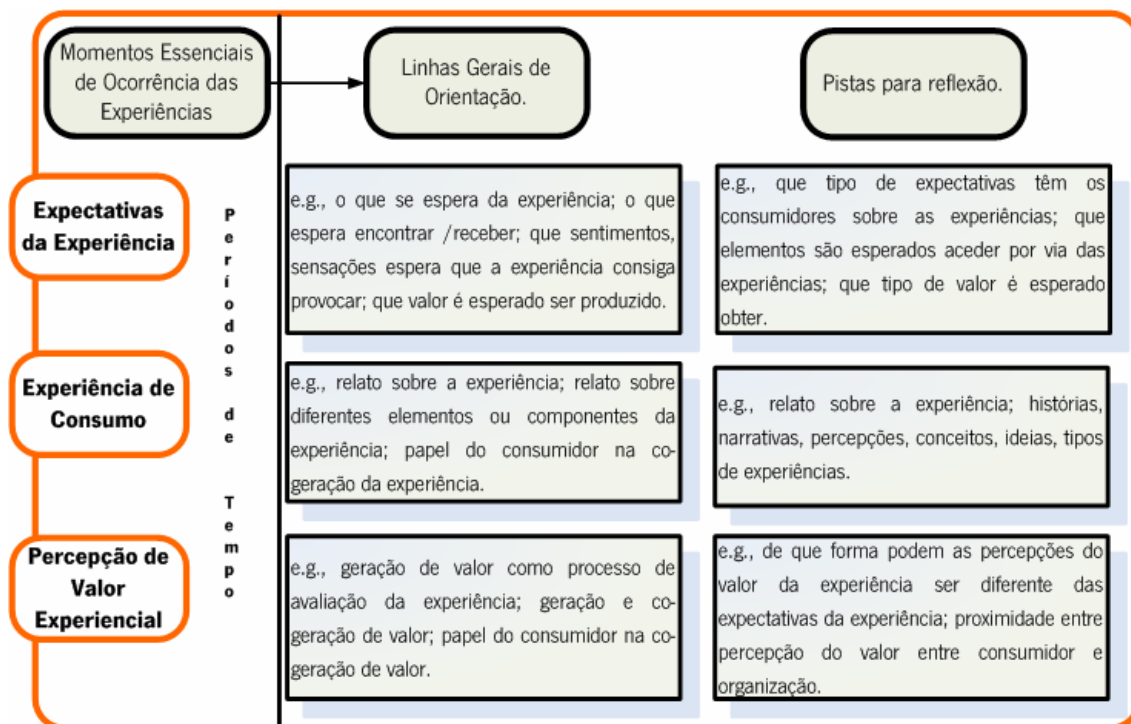 Momentos Essenciais
de Ocorrência das
Experiências
Linhas Gerais de
Orientação.
Pistas para reflexão.
Expectativas
da Experiência
Períodos de Tempo
e.g., o que se espera da experiência; o que
espera encontrar /receber; que sentimentos,
sensações espera que a experiência consiga
provocar; que valor é esperado ser produzido.
e.g., que tipo de expectativas têm os
consumidores sobre as experiências; que
elementos são esperados aceder por via das
experiências; que tipo de valor é esperado
obter.
Experiência de
Consumo
e.g., relato sobre a experiência; relato sobre
diferentes elementos ou componentes da
experiência; papel do consumidor na co-
geração da experiência.
e.g., relato sobre a experiência; histórias,
narrativas, percepções, conceitos, ideias, tipos
de experiências.
Percepção de
Valor
Experiencial
e.g., geração de valor como processo de
avaliação da experiência; geração e co-
geração de valor; papel do consumidor na co-
geração de valor.
e.g., de que forma podem as percepções do
valor da experiência ser diferente das
expectativas da experiência; proximidade entre
percepção do valor entre consumidor e
organização.